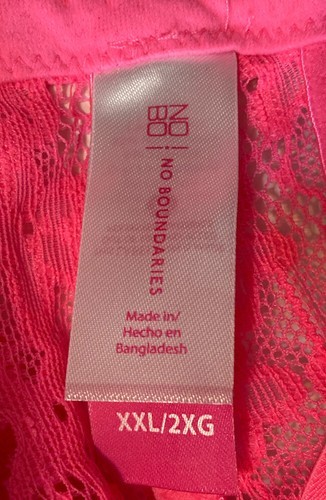 NO
BO
NO BOUNDARIES
Made in/
Hecho en
Bangladesh
XXL/2XG